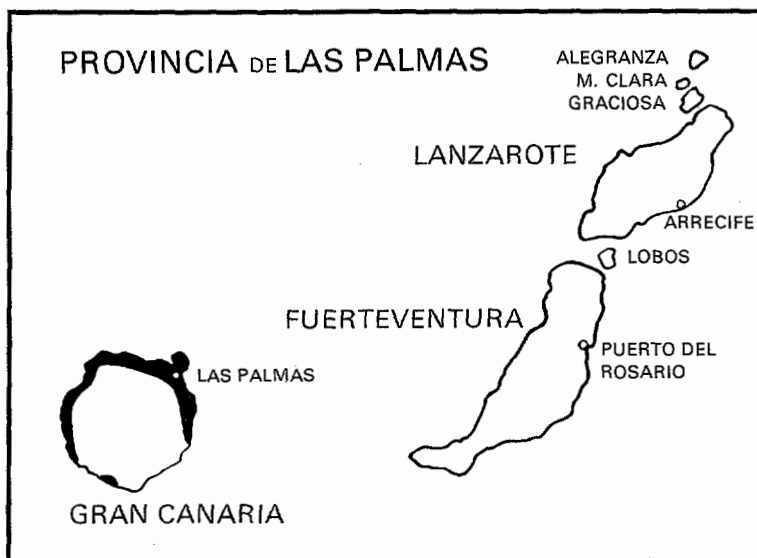 PROVINCIA DE LAS PALMAS
ALEGRANZA
M. CLARA
GRACIOSA
LANZAROTE
ARRECIFE
LOBOS
FUERTEVENTURA
PUERTO DEL
ROSARIO
LAS PALMAS
GRAN CANARIA